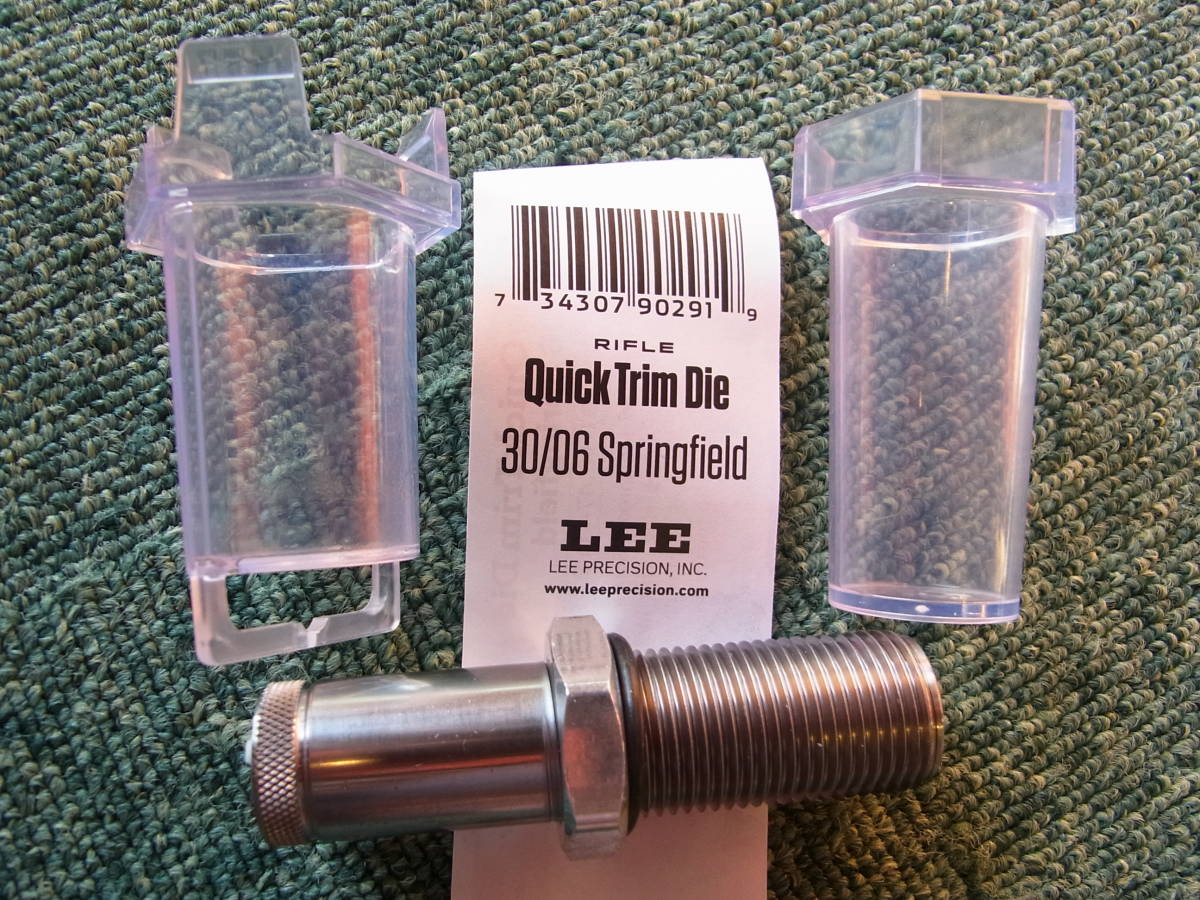 7 34307 90291 9
RIFLE
Quick Trim Die
30/06 Springfield
LEE
LEE PRECISION, INC.
www.leeprecision.com